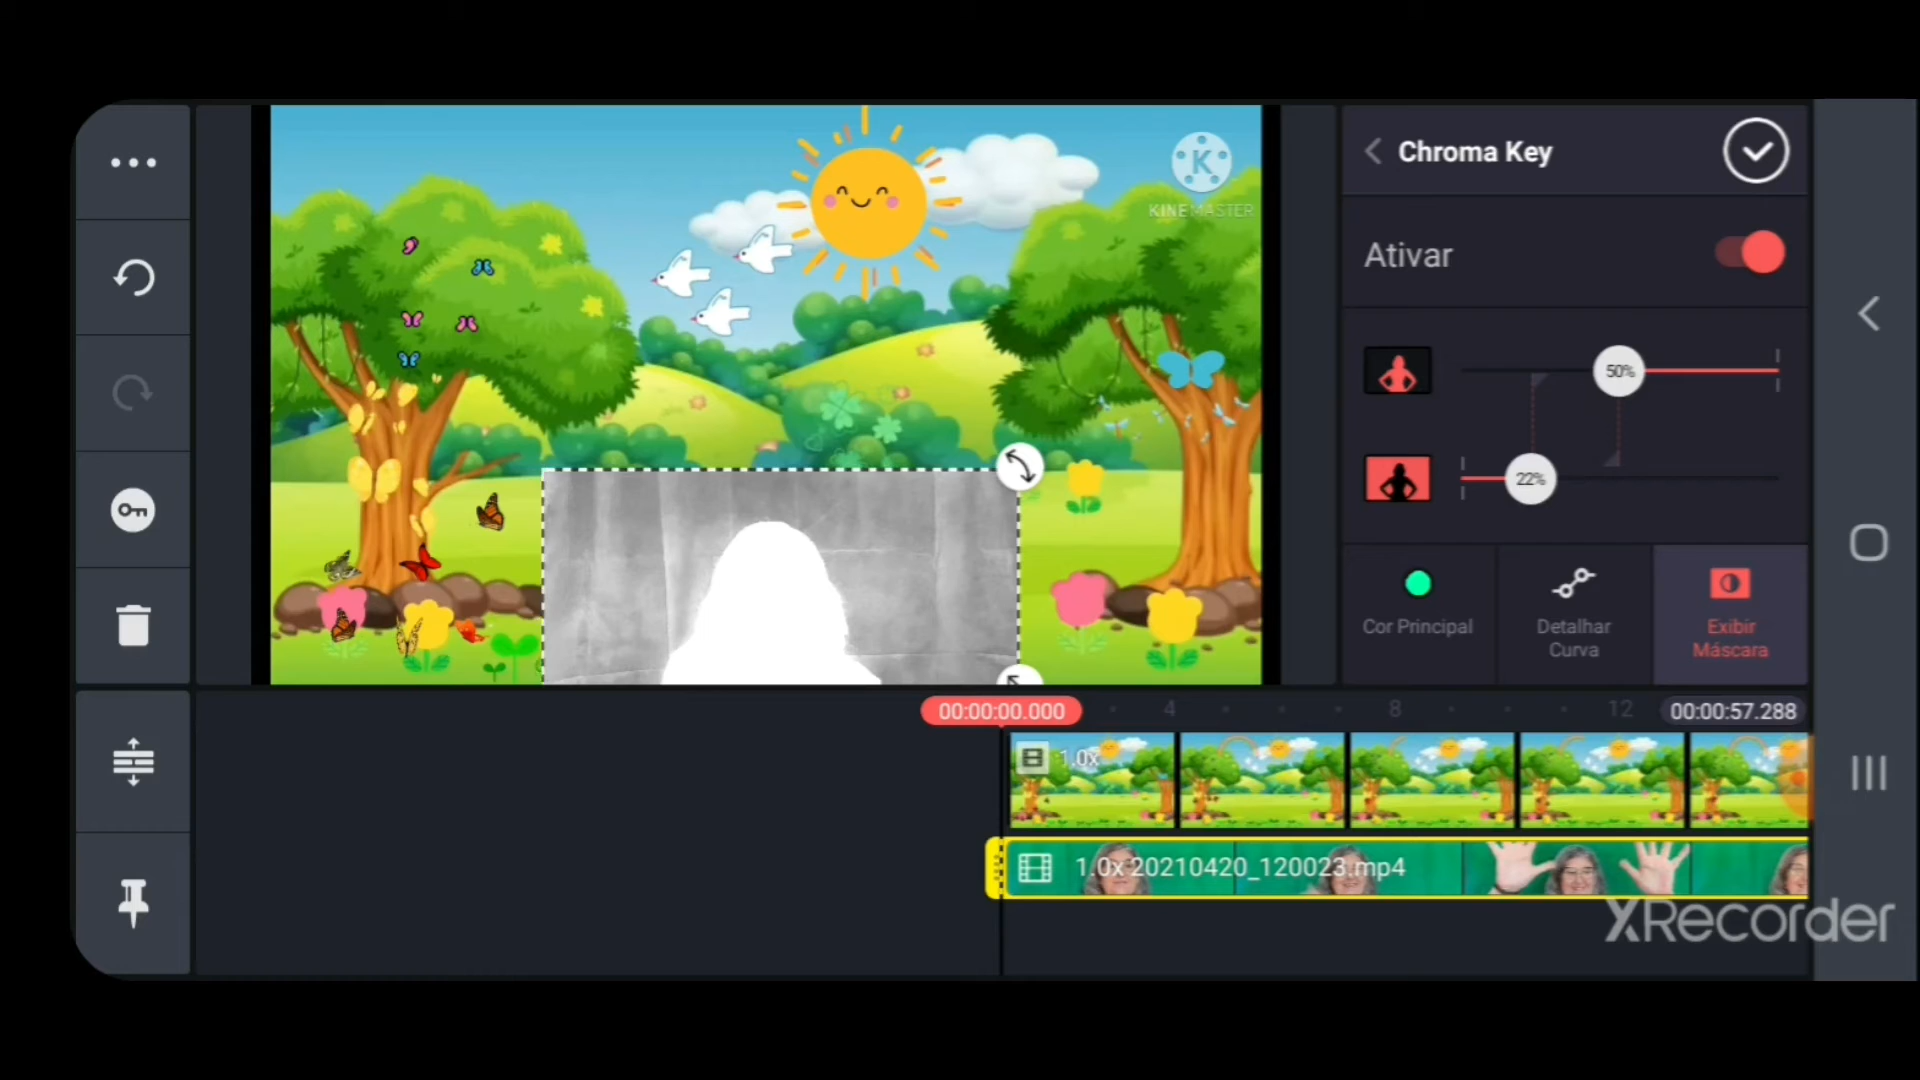 Chroma Key
K
KINEMASTER
Ativar
50%
22%
Cor Principal
Detalhar
Curva
Exibir
Máscara
00:00:00.000
4
8
12
00:00:57.288
1.0x
1.0x 20210420_120023.mp4
XRecorder